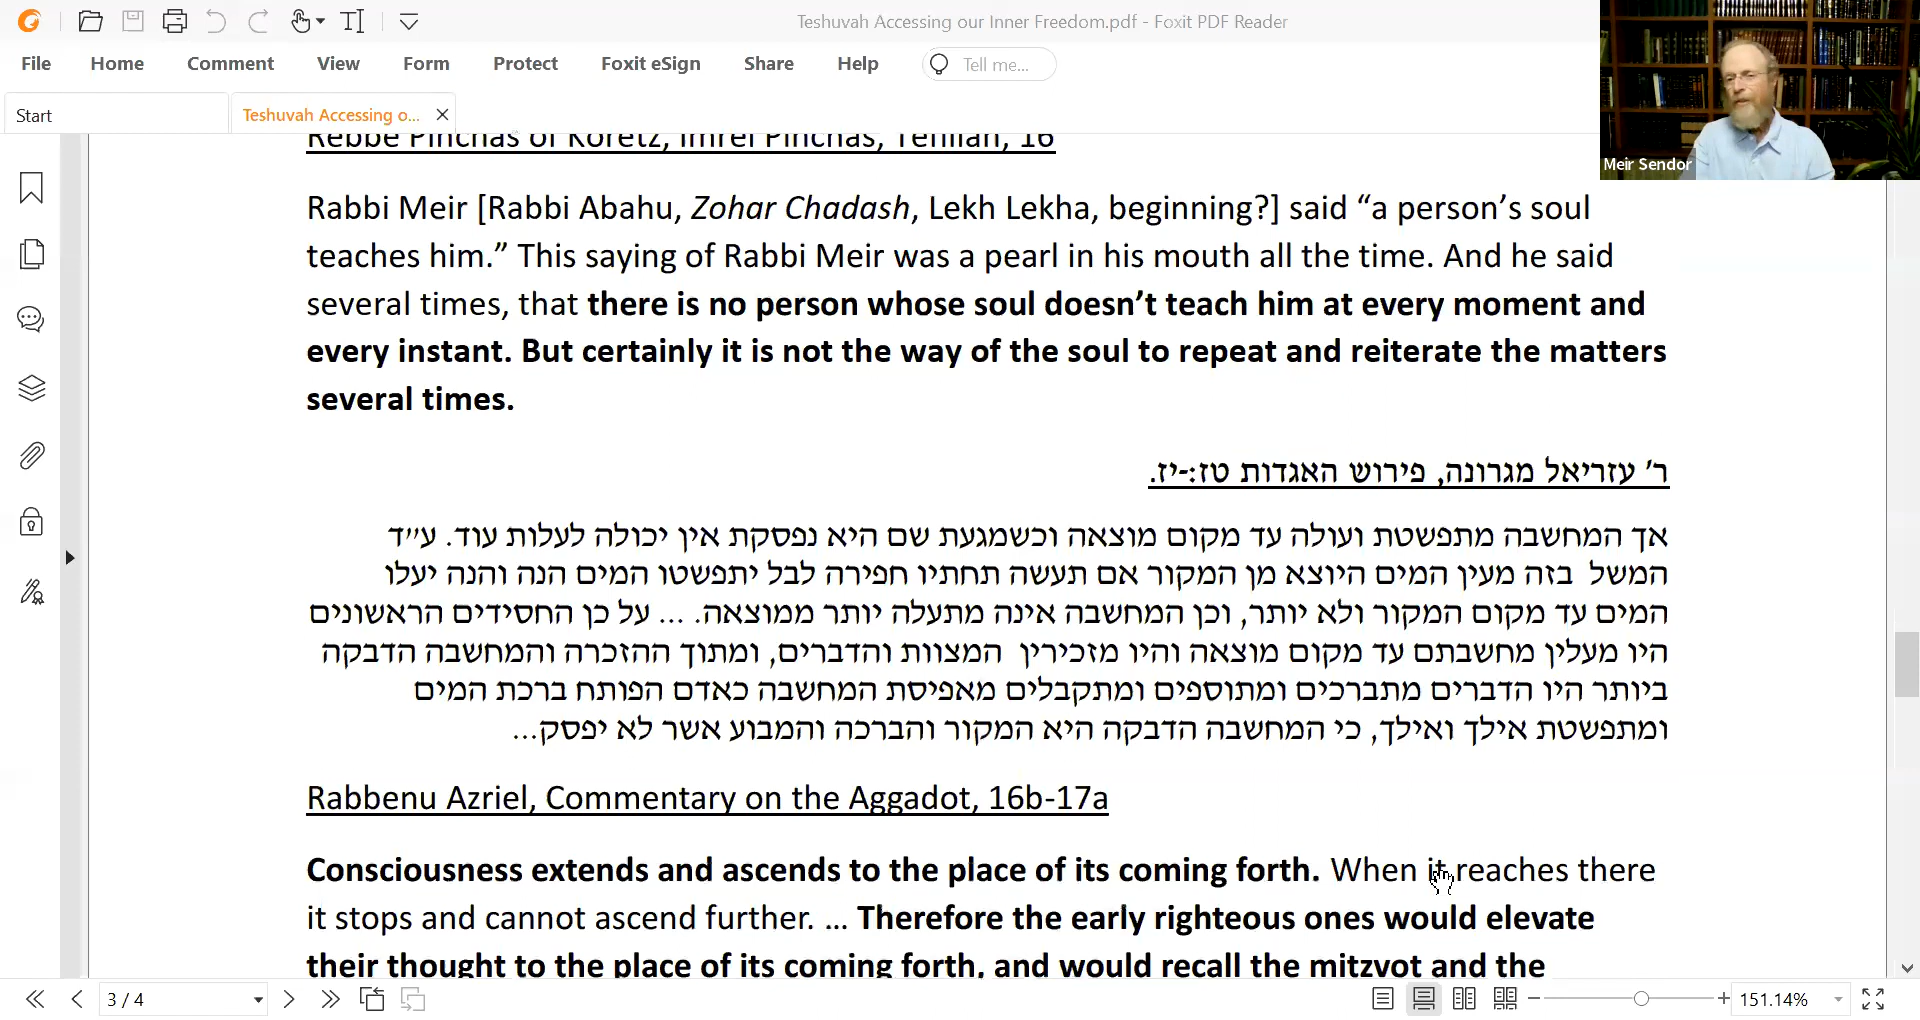 Teshuvah Accessing our Inner Freedom.pdf - Foxit PDF Reader
File Home Comment View Form Protect Foxit eSign Share Help Tell me...
Start
Teshuvah Accessing o...
Meir Sendor
Rebbe Pinchas of Koretz, Imrei Pinchas, Tefillah, 16
Rabbi Meir [Rabbi Abahu, Zohar Chadash, Lekh Lekha, beginning?] said “a person’s soul
teaches him.” This saying of Rabbi Meir was a pearl in his mouth all the time. And he said
several times, that there is no person whose soul doesn’t teach him at every moment and
every instant. But certainly it is not the way of the soul to repeat and reiterate the matters
several times.
ר' עזריאל מגרונה, פירוש האגדות טז:-יז.
אך המחשבה מתפשטת ועולה עד מקום מוצאה וכשמגעת שם היא נפסקת אין יכולה לעלות עוד. ע"ד
המשל בזה מעין המים היוצא מן המקור אם תעשה תחתיו חפירה לבל יתפשטו המים הנה והנה יעלו
המים עד מקום המקור ולא יותר, וכן המחשבה אינה מתעלה יותר ממוצאה. ... על כן החסידים הראשונים
היו מעלין מחשבתם עד מקום מוצאה והיו מזכירין המצוות והדברים, ומתוך ההזכרה והמחשבה הדבקה
ביותר היו הדברים מתברכים ומתוספים ומתקבלים מאפיסת המחשבה כאדם הפותח ברכת המים
ומתפשטת אילך ואילך, כי המחשבה הדבקה היא המקור והברכה והמבוע אשר לא יפסק...
Rabbenu Azriel, Commentary on the Aggadot, 16b-17a
Consciousness extends and ascends to the place of its coming forth. When it reaches there
it stops and cannot ascend further. ... Therefore the early righteous ones would elevate
their thought to the place of its coming forth, and would recall the mitzvot and the
3 / 4
151.14%